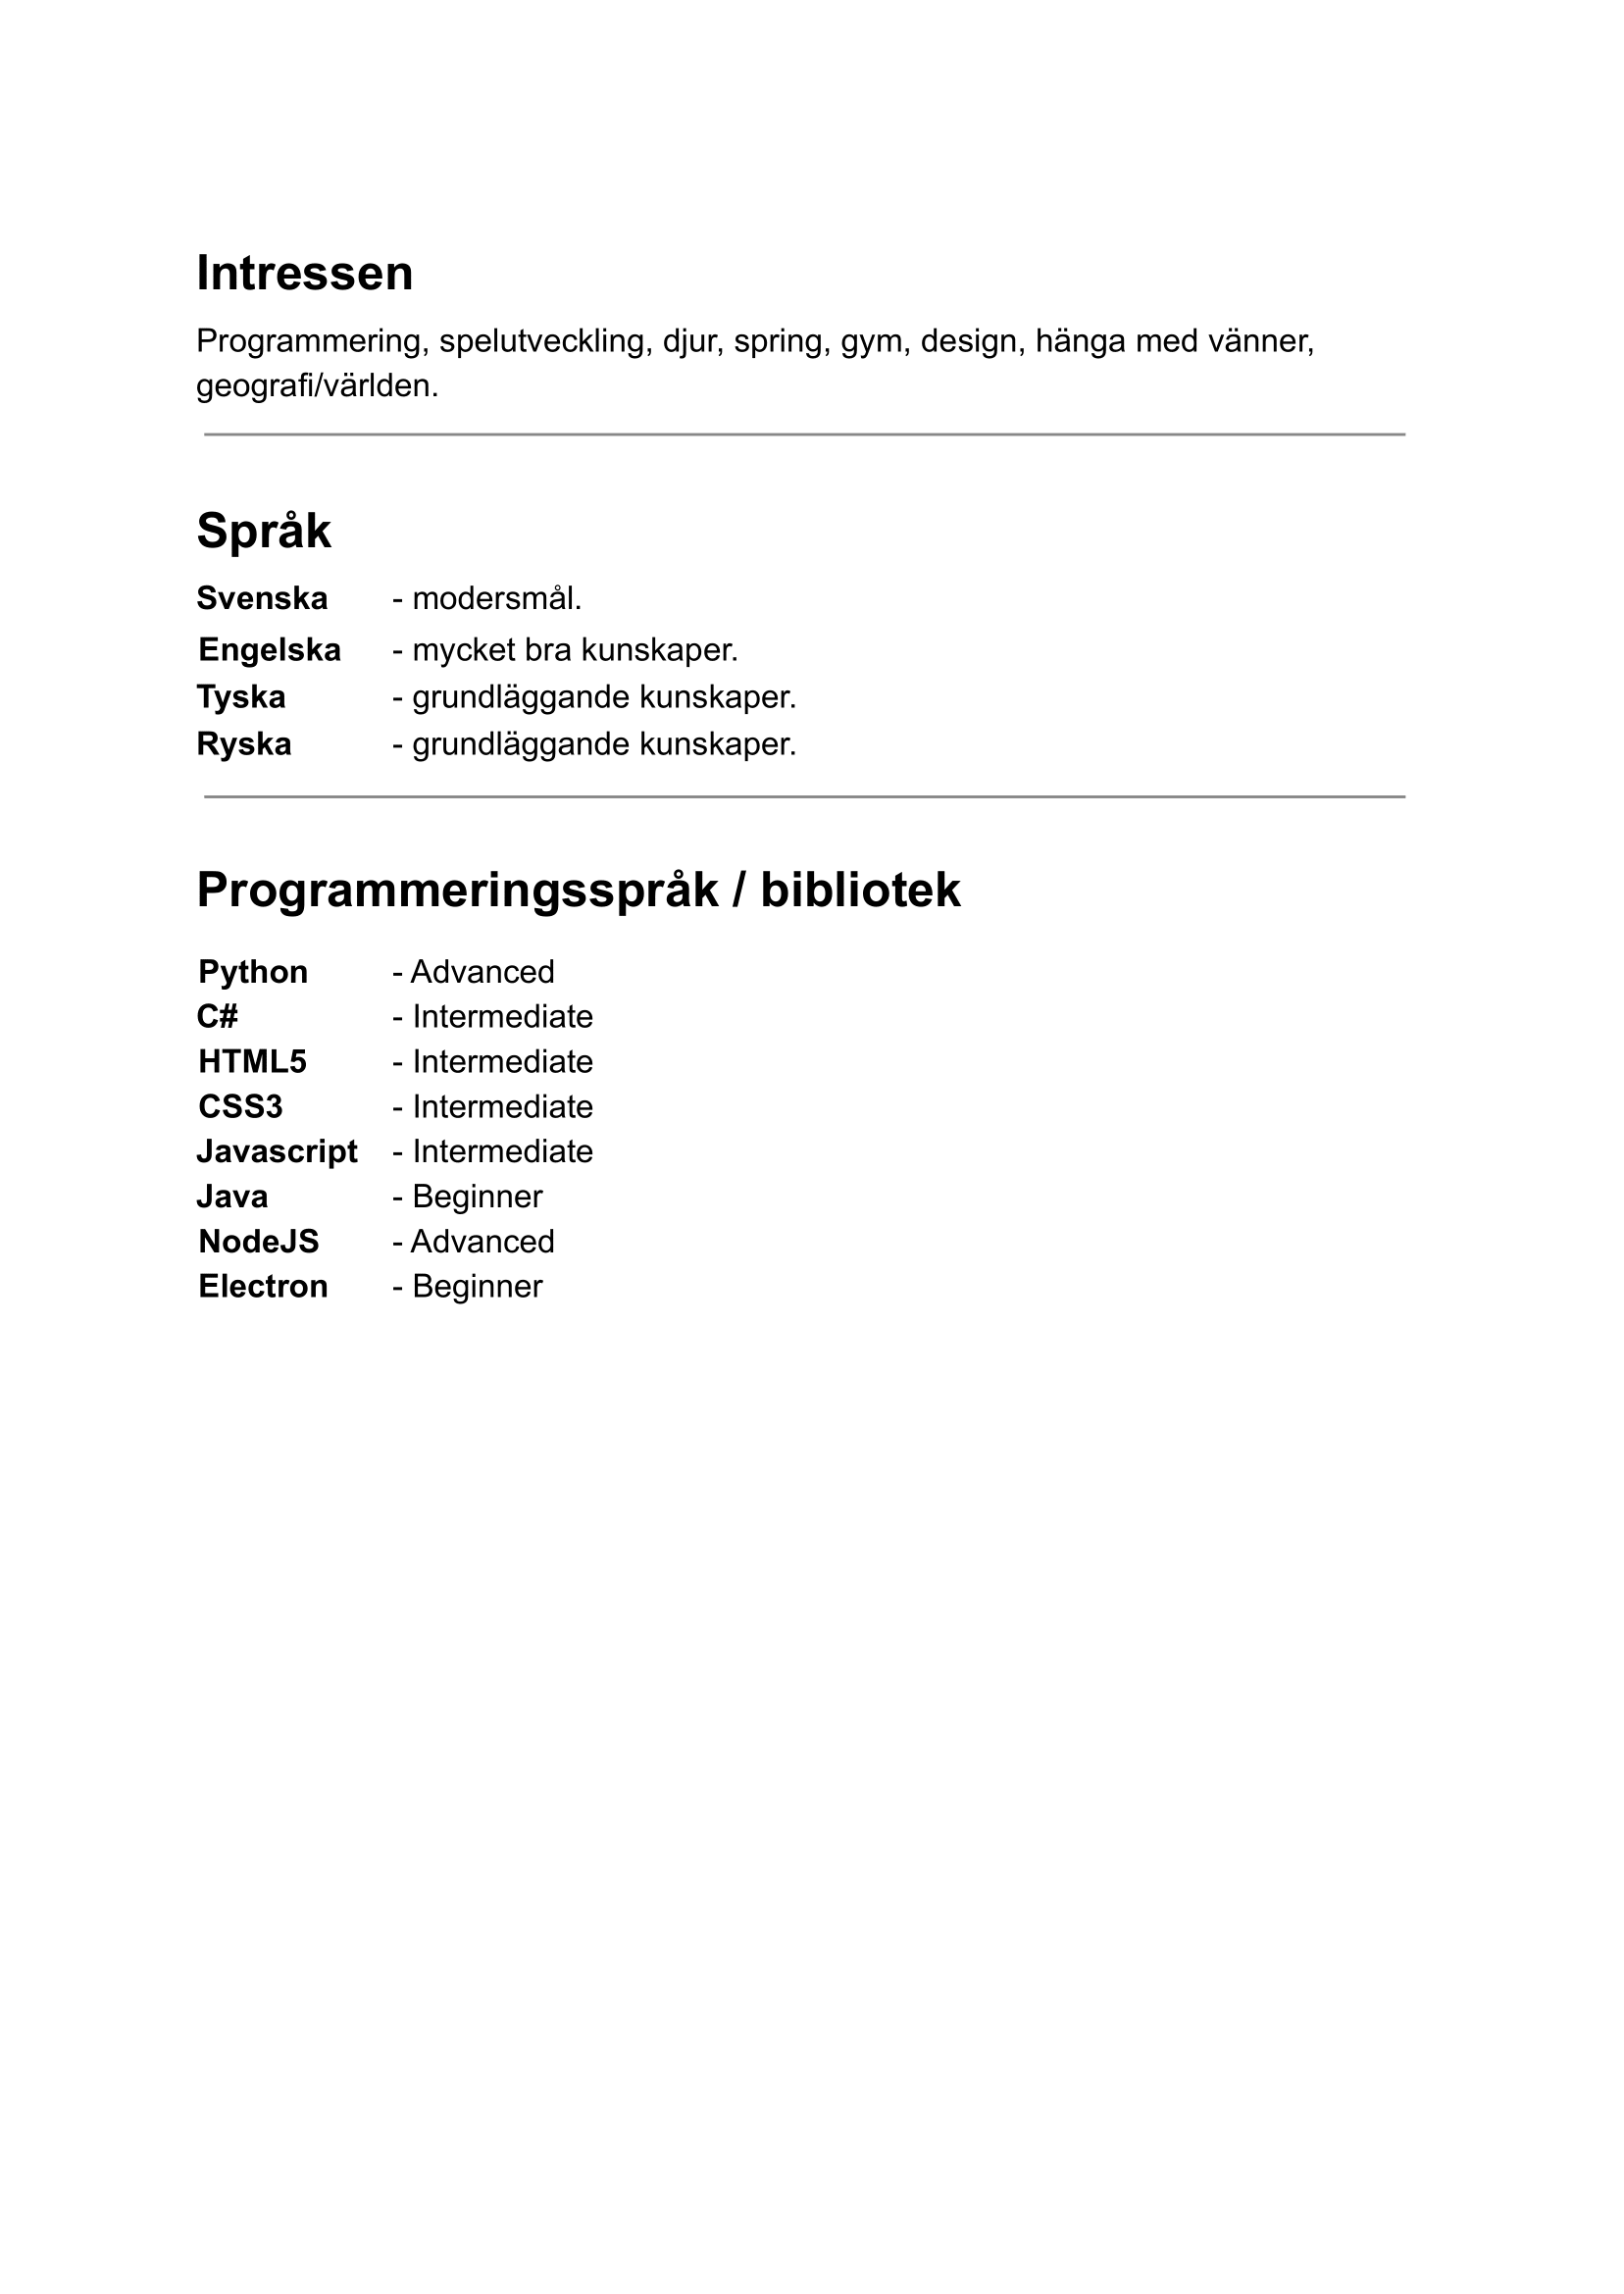 Intressen
Programmering, spelutveckling, djur, spring, gym, design, hänga med vänner,
geografi/världen.
Språk
Svenska - modersmål.
Engelska - mycket bra kunskaper.
Tyska - grundläggande kunskaper.
Ryska - grundläggande kunskaper.
Programmeringsspråk / bibliotek
Python - Advanced
C# - Intermediate
HTML5 - Intermediate
CSS3 - Intermediate
Javascript - Intermediate
Java - Beginner
NodeJS - Advanced
Electron - Beginner